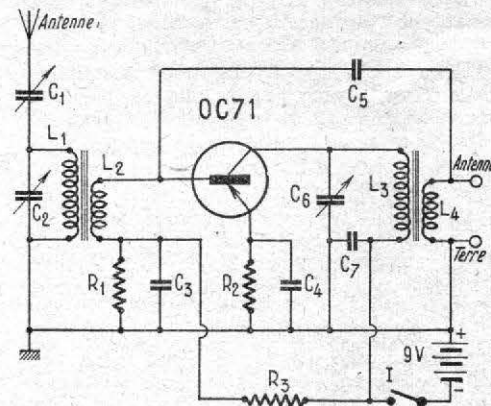 Antenne
C1
L1
C2
L2
OC71
C5
C6
L3
L4
Antenne
Terre
C7
R1
C3
R2
C4
R3
9V
+
-
I